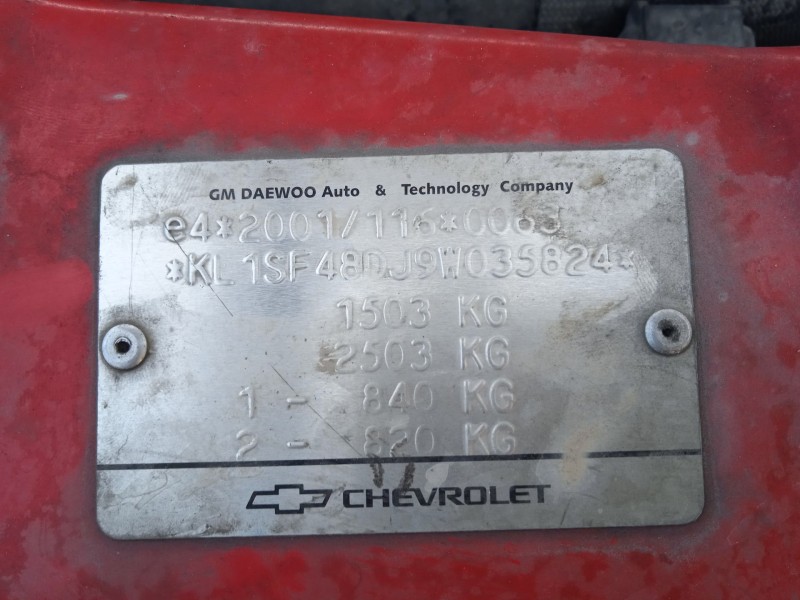 GM DAEWOO Auto & Technology Company
e4*2001/116*0063
*KL1SF48DJ9W035824*
1503 KG
2503 KG
1 - 840 KG
2 - 820 KG
CHEVROLET